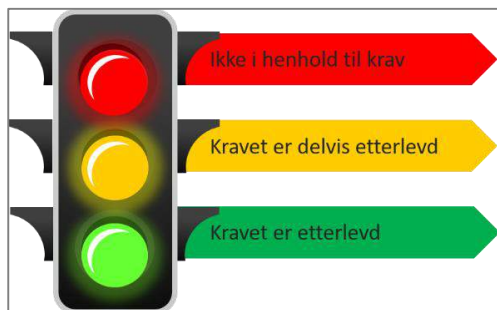 Ikke i henhold til krav
Kravet er delvis etterlevd
Kravet er etterlevd